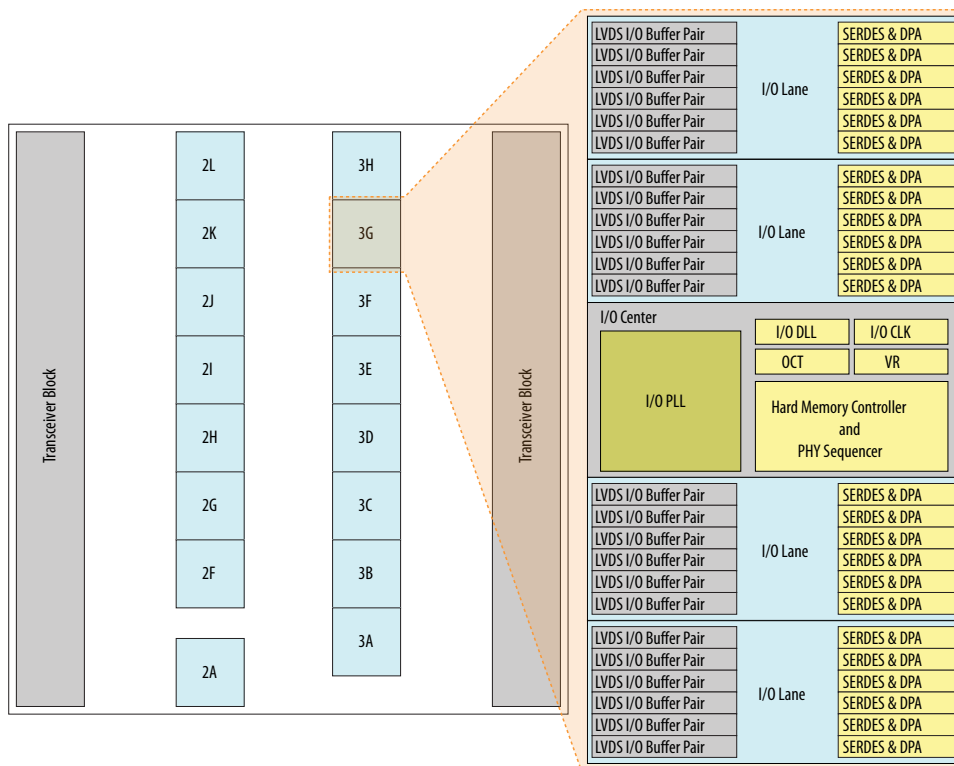 Transceiver Block
2L
2K
2J
2I
2H
2G
2F
2A
3H
3G
3F
3E
3D
3C
3B
3A
Transceiver Block
LVDS I/O Buffer Pair
LVDS I/O Buffer Pair
LVDS I/O Buffer Pair
LVDS I/O Buffer Pair
LVDS I/O Buffer Pair
LVDS I/O Buffer Pair
I/O Lane
SERDES & DPA
SERDES & DPA
SERDES & DPA
SERDES & DPA
SERDES & DPA
SERDES & DPA
LVDS I/O Buffer Pair
LVDS I/O Buffer Pair
LVDS I/O Buffer Pair
LVDS I/O Buffer Pair
LVDS I/O Buffer Pair
LVDS I/O Buffer Pair
I/O Lane
SERDES & DPA
SERDES & DPA
SERDES & DPA
SERDES & DPA
SERDES & DPA
SERDES & DPA
I/O Center
I/O PLL
I/O DLL
I/O CLK
OCT
VR
Hard Memory Controller
and
PHY Sequencer
LVDS I/O Buffer Pair
LVDS I/O Buffer Pair
LVDS I/O Buffer Pair
LVDS I/O Buffer Pair
LVDS I/O Buffer Pair
LVDS I/O Buffer Pair
I/O Lane
SERDES & DPA
SERDES & DPA
SERDES & DPA
SERDES & DPA
SERDES & DPA
SERDES & DPA
LVDS I/O Buffer Pair
LVDS I/O Buffer Pair
LVDS I/O Buffer Pair
LVDS I/O Buffer Pair
LVDS I/O Buffer Pair
LVDS I/O Buffer Pair
I/O Lane
SERDES & DPA
SERDES & DPA
SERDES & DPA
SERDES & DPA
SERDES & DPA
SERDES & DPA